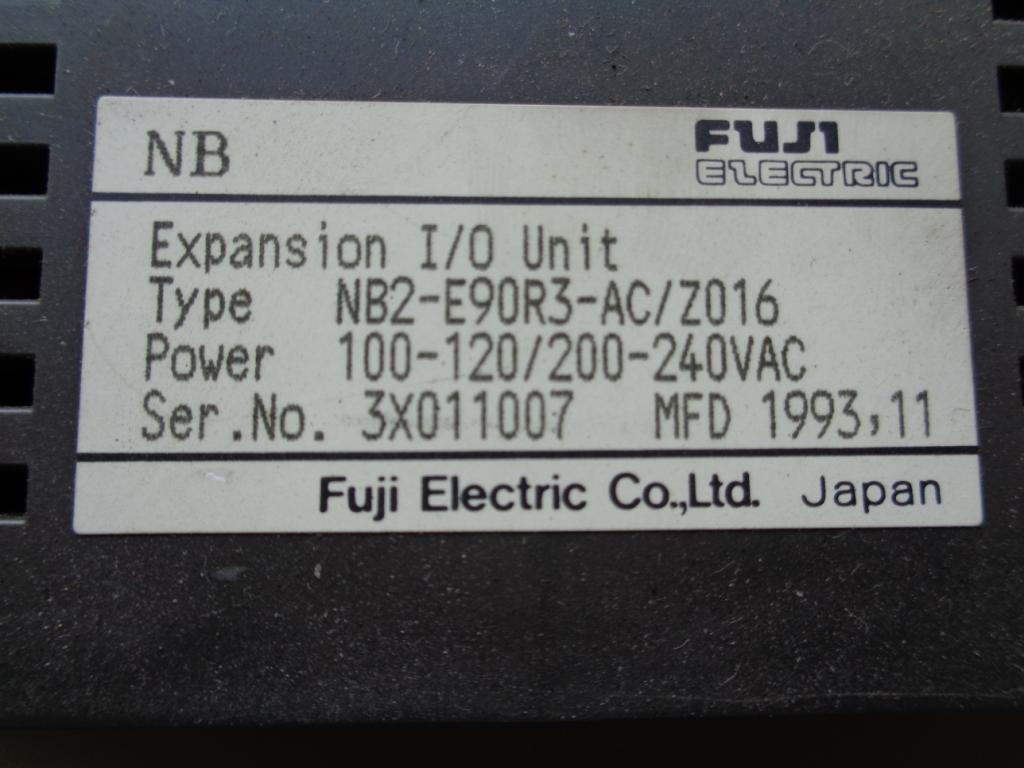 NB FUJI ELECTRIC
Expansion I/O Unit
Type NB2-E90R3-AC/Z016
Power 100-120/200-240VAC
Ser.No. 3X011007 MFD 1993,11
Fuji Electric Co.,Ltd. Japan